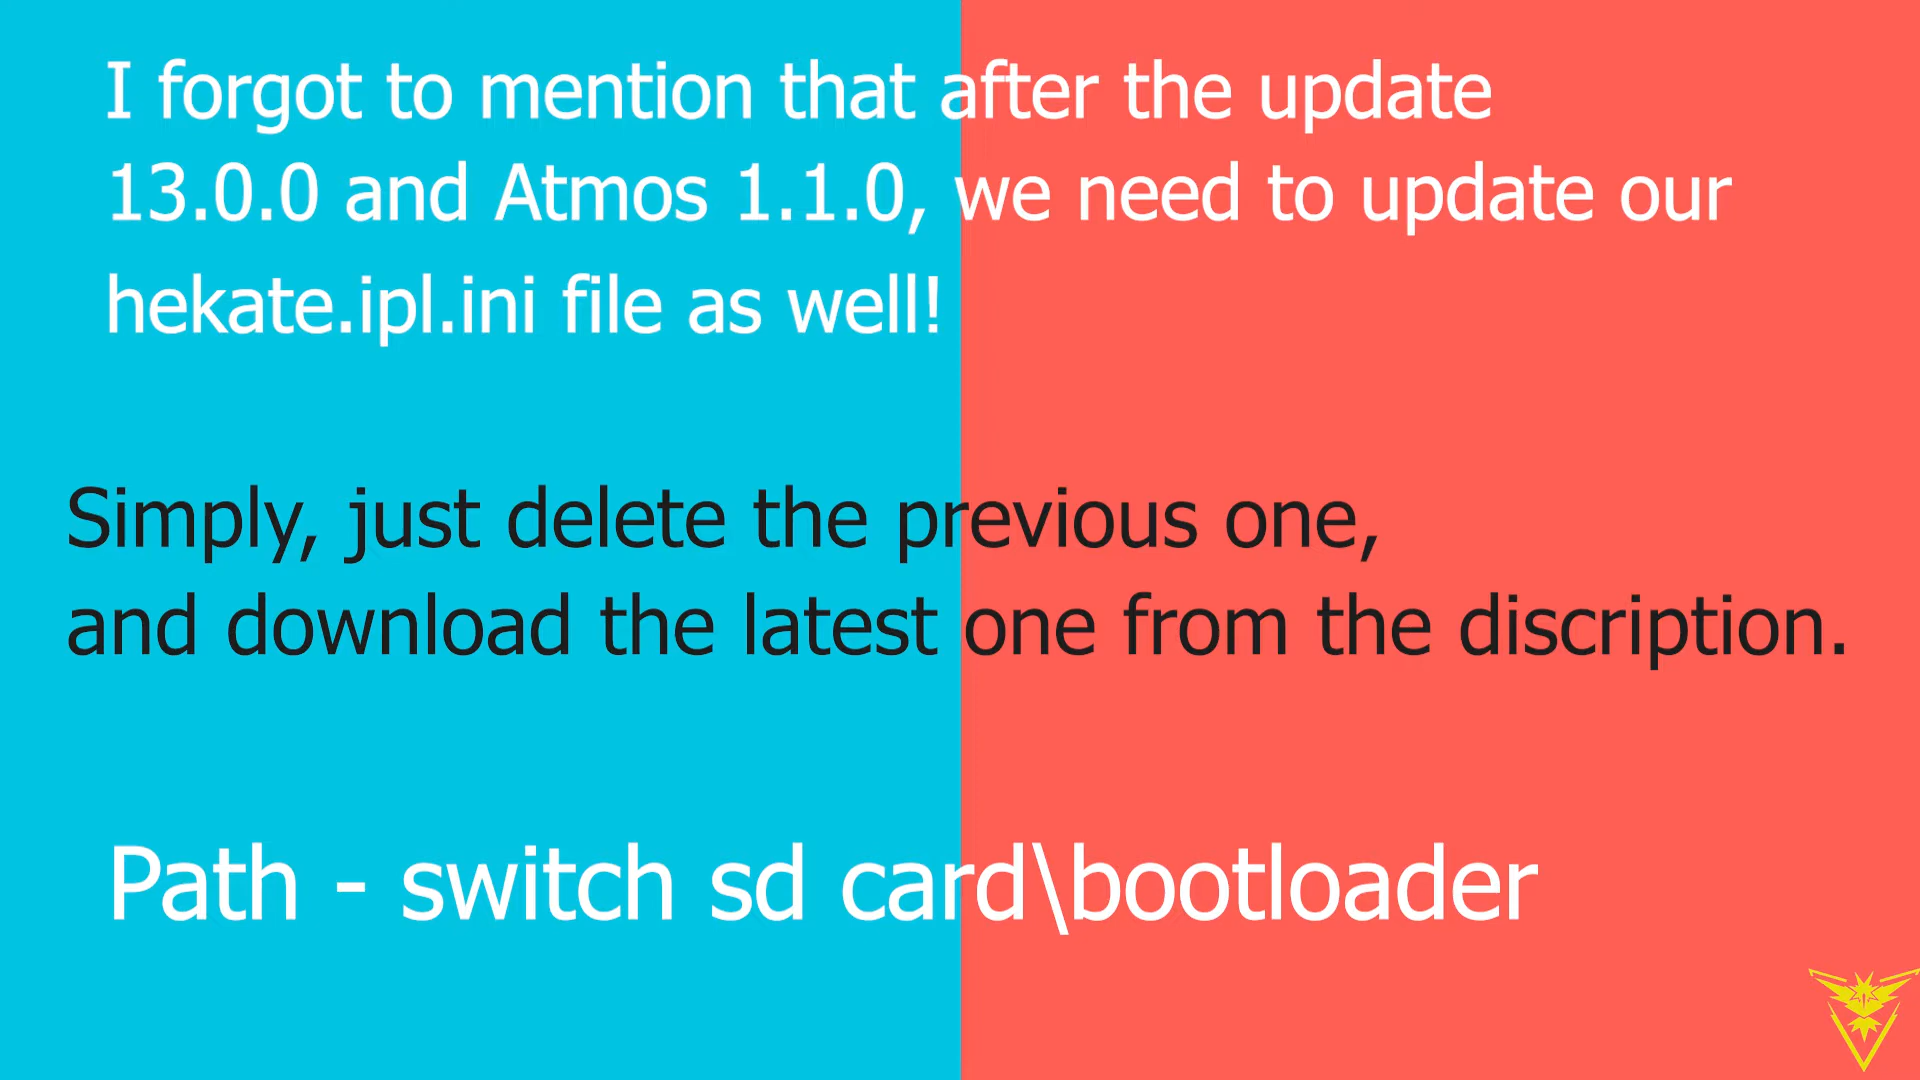 I forgot to mention that after the update
13.0.0 and Atmos 1.1.0, we need to update our
hekate.ipl.ini file as well!
Simply, just delete the previous one,
and download the latest one from the discription.
Path - switch sd card\bootloader